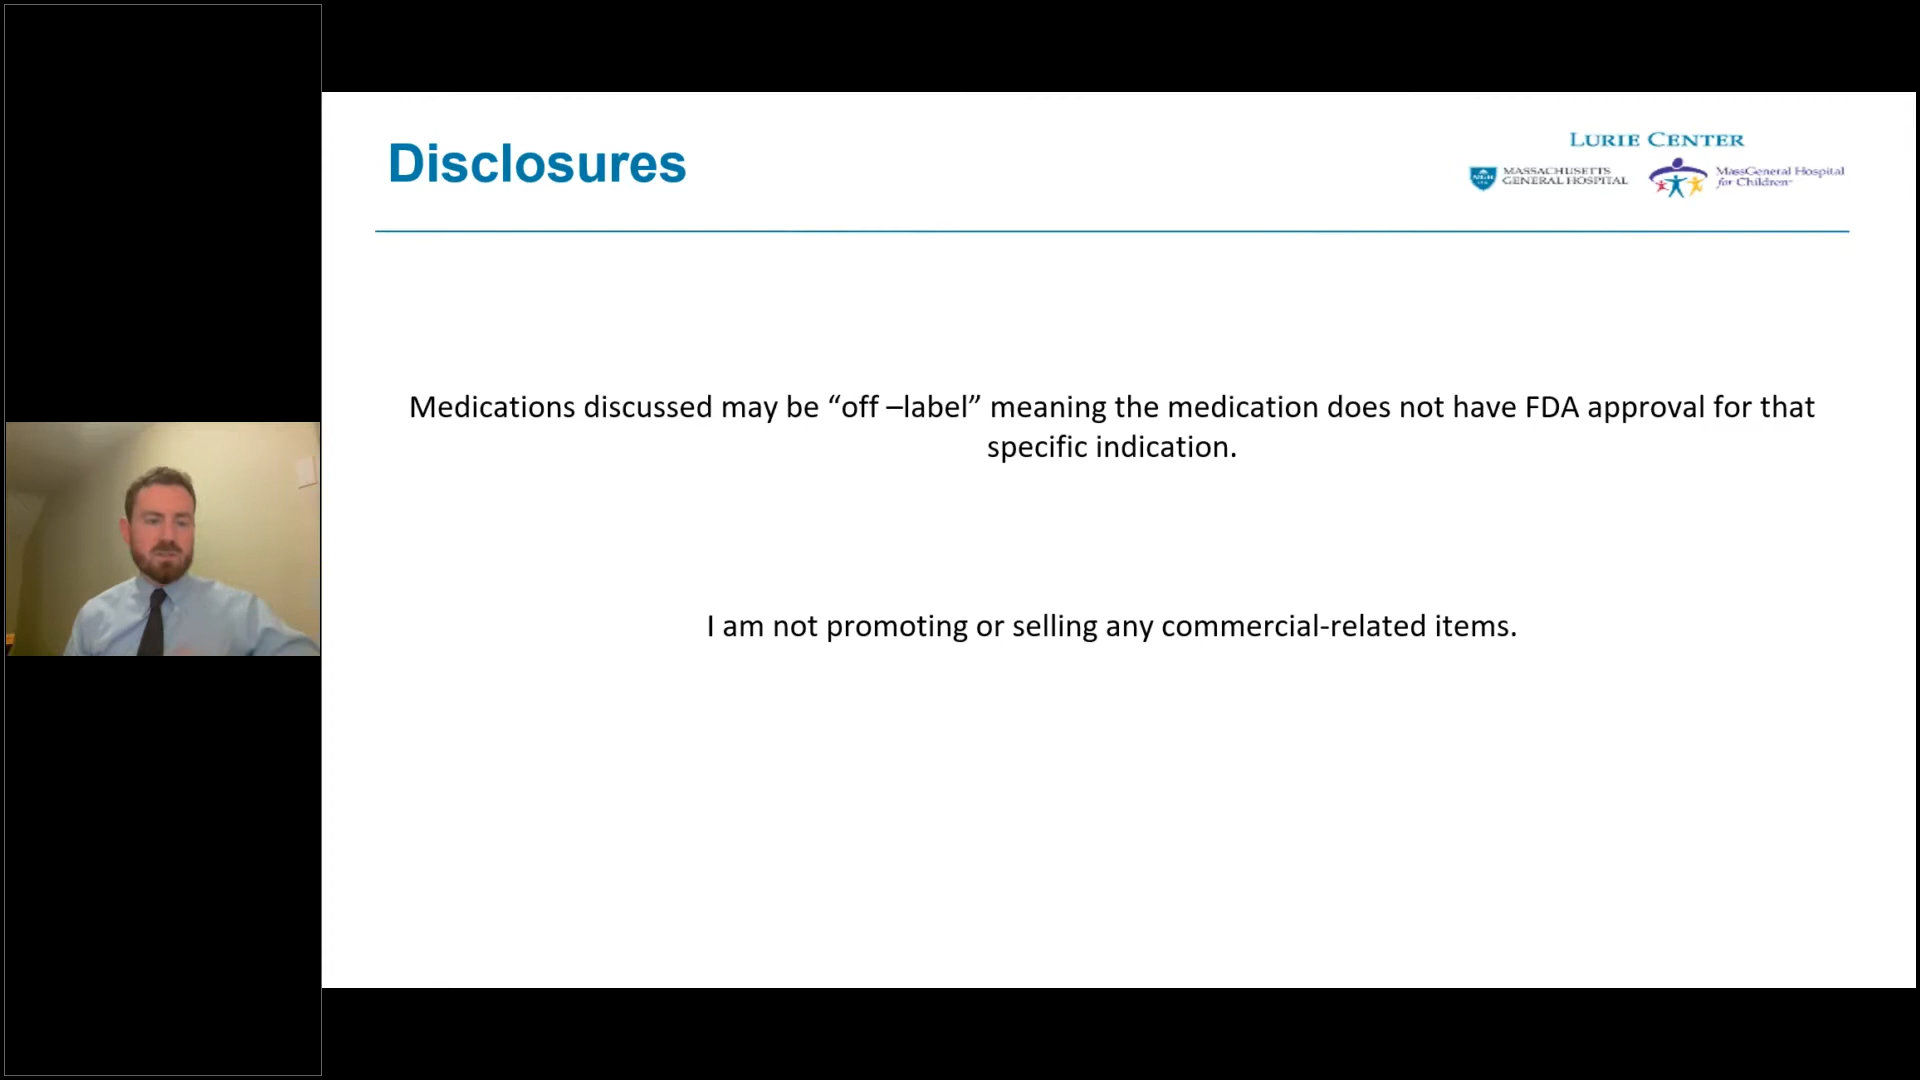 Disclosures
LURIE CENTER
MASSACHUSETTS
GENERAL HOSPITAL
MassGeneral Hospital
for Children
Medications discussed may be “off –label” meaning the medication does not have FDA approval for that
specific indication.
I am not promoting or selling any commercial-related items.